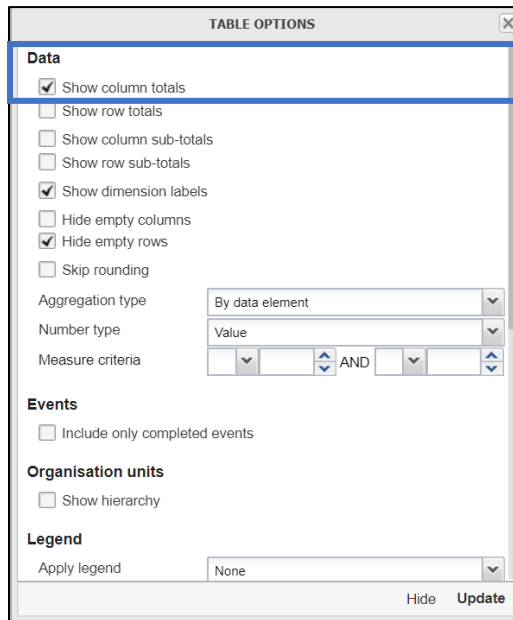 TABLE OPTIONS
Data
Show column totals
Show row totals
Show column sub-totals
Show row sub-totals
Show dimension labels
Hide empty columns
Hide empty rows
Skip rounding
Aggregation type By data element
Number type Value
Measure criteria AND
Events
Include only completed events
Organisation units
Show hierarchy
Legend
Apply legend None
Hide Update